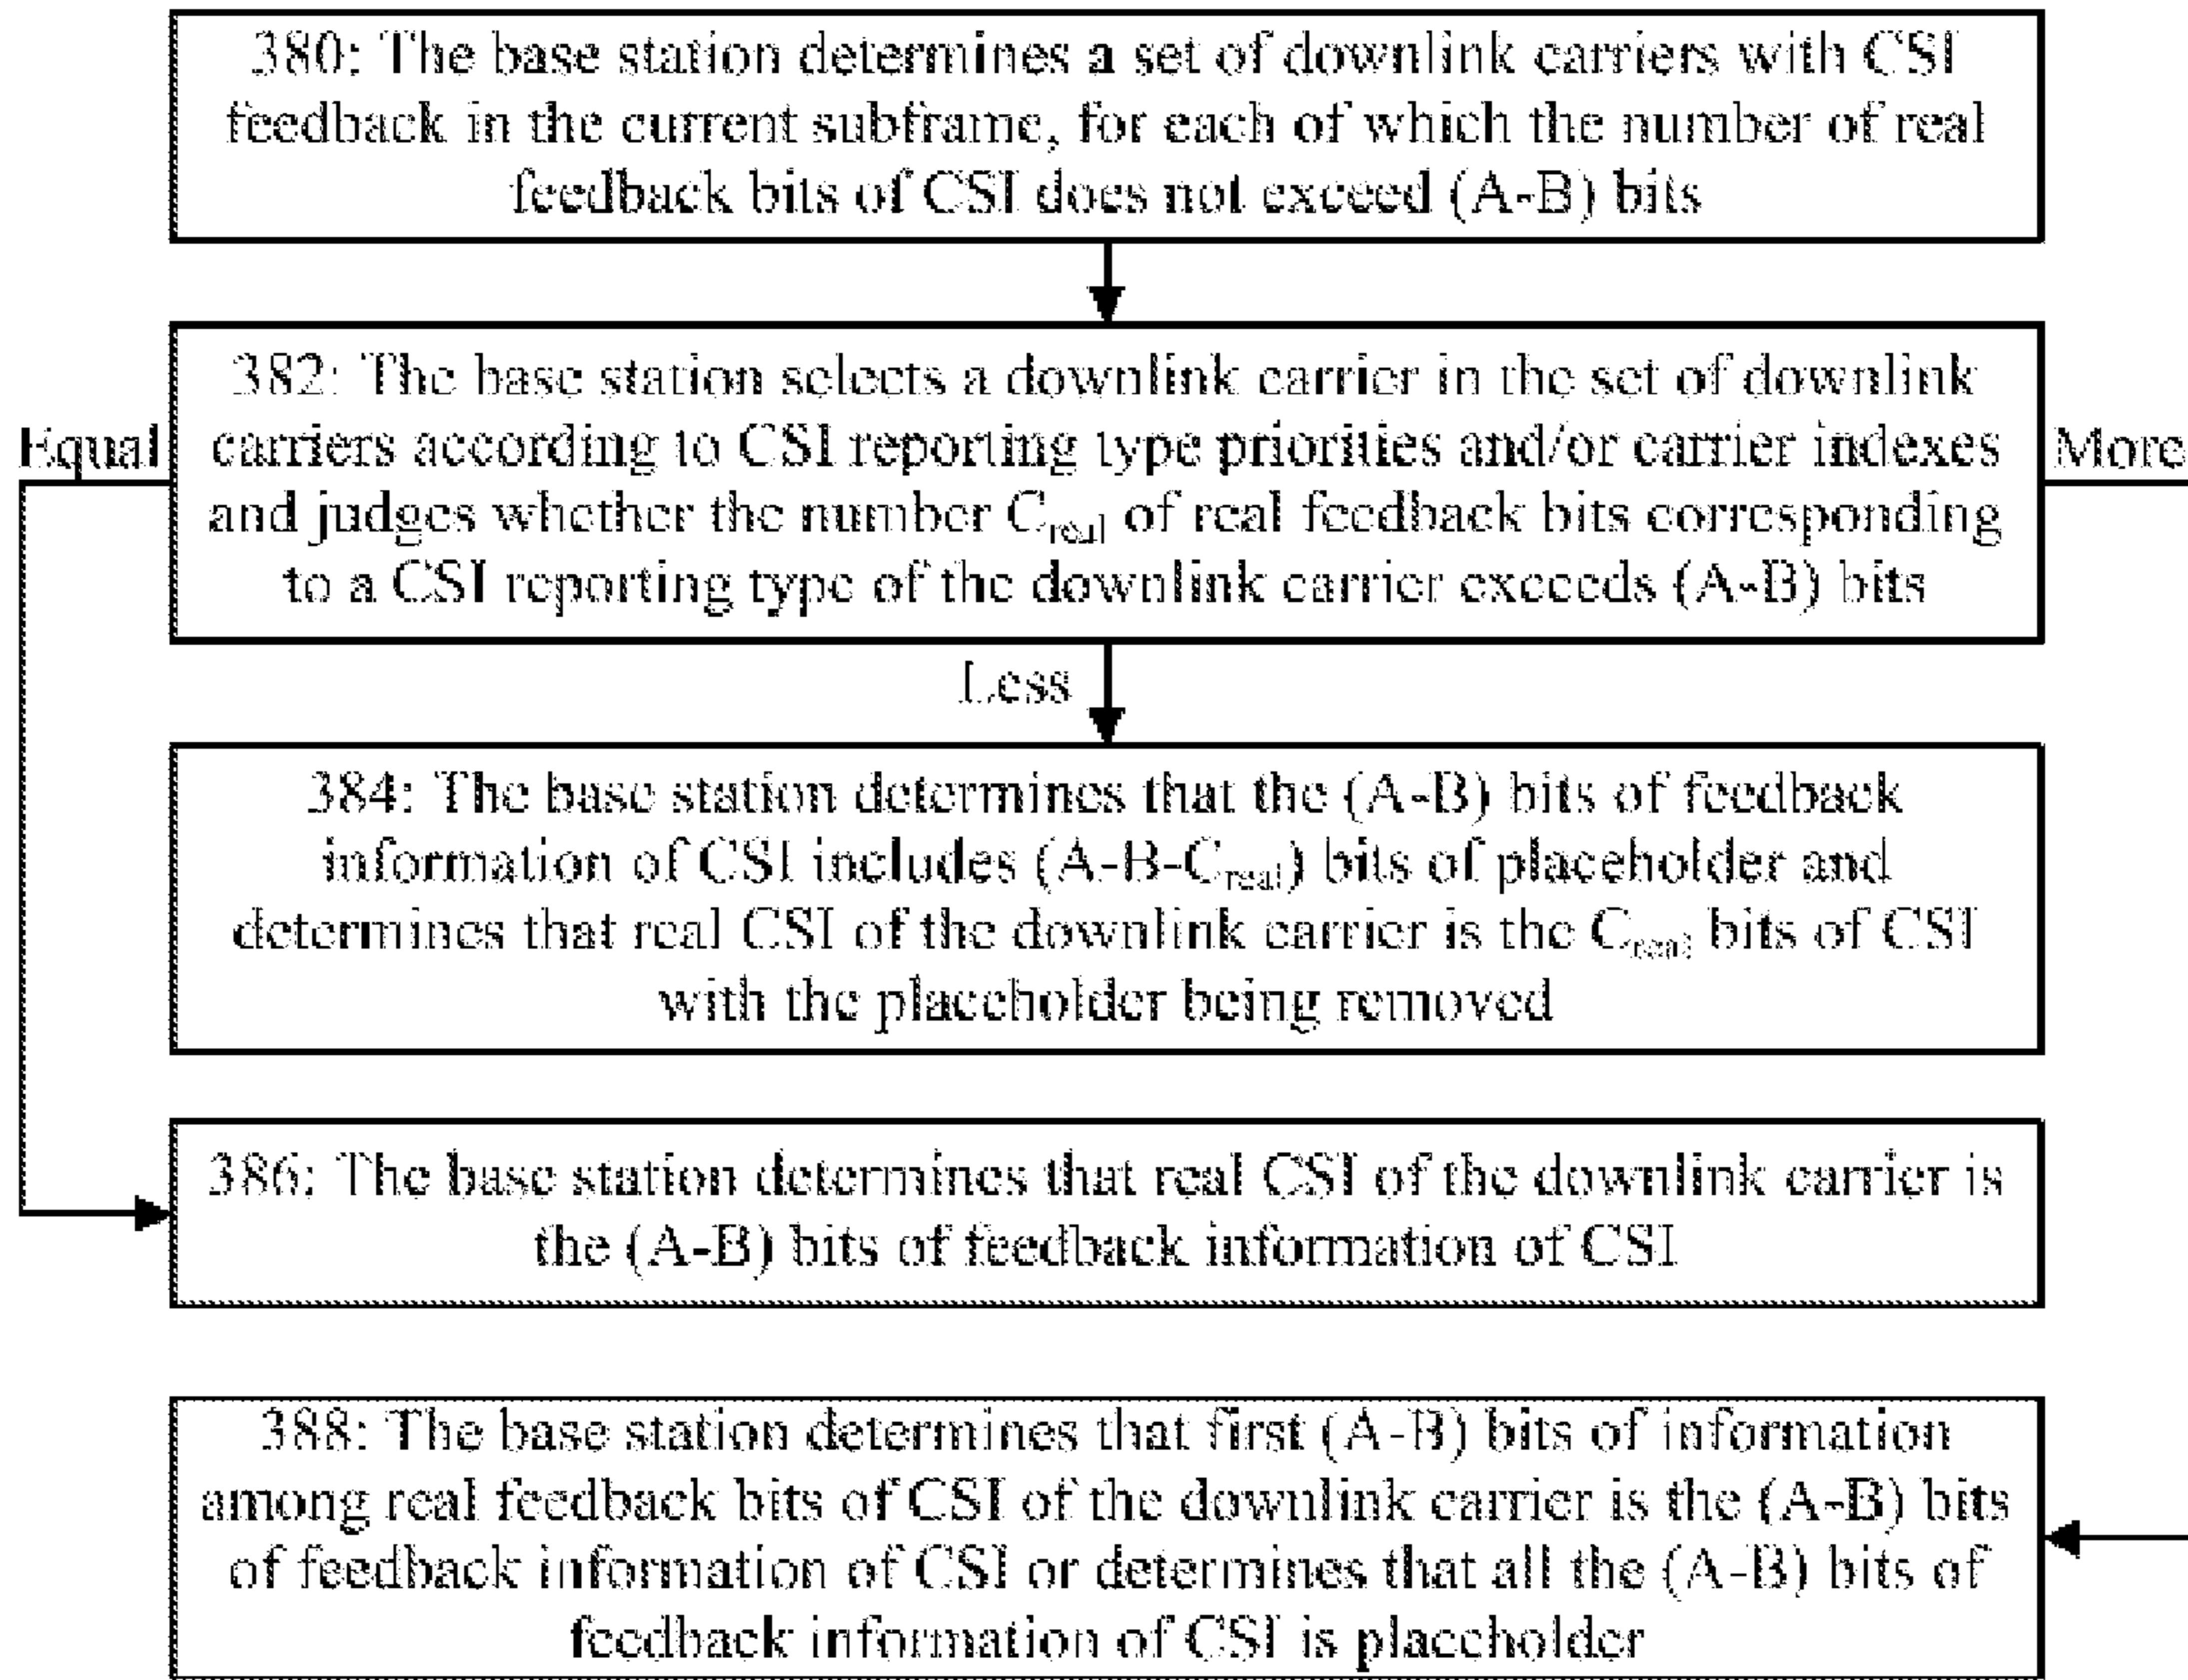 380: The base station determines a set of downlink carriers with CSI
feedback in the current subframe, for each of which the number of real
feedback bits of CSI does not exceed (A-B) bits
382: The base station selects a downlink carrier in the set of downlink
carriers according to CSI reporting type priorities and/or carrier indexes
and judges whether the number Creal of real feedback bits corresponding
to a CSI reporting type of the downlink carrier exceeds (A-B) bits
Equal
More
Less
384: The base station determines that the (A-B) bits of feedback
information of CSI includes (A-B-Creal) bits of placeholder and
determines that real CSI of the downlink carrier is the Creal bits of CSI
with the placeholder being removed
386: The base station determines that real CSI of the downlink carrier is
the (A-B) bits of feedback information of CSI
388: The base station determines that first (A-B) bits of information
among real feedback bits of CSI of the downlink carrier is the (A-B) bits
of feedback information of CSI or determines that all the (A-B) bits of
feedback information of CSI is placeholder